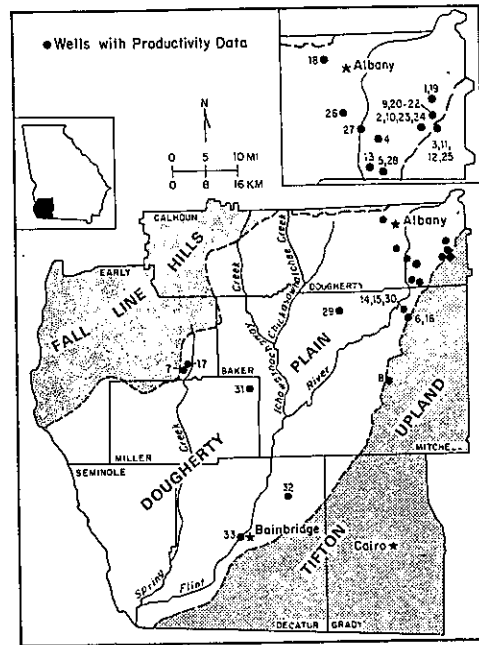 Wells with Productivity Data
N
0 5 10 MI
0 8 16 KM
18
Albany
1,19
9,20-22
2,10,23,24
26
27
4
3,11,
12,25
13
5,28
CALHOUN
Albany
EARLY
FALL LINE HILLS
Creek
Creek
DOUGHERTY
14,15,30
29
6,16
PLAIN
7
17
BAKER
River
8
31
UPLAND
MITCHELL
Creek
MILLER
SEMINOLE
DOUGHERTY
32
33
Bainbridge
TIFTON
Cairo
Spring
Flint
DECATUR
GRADY